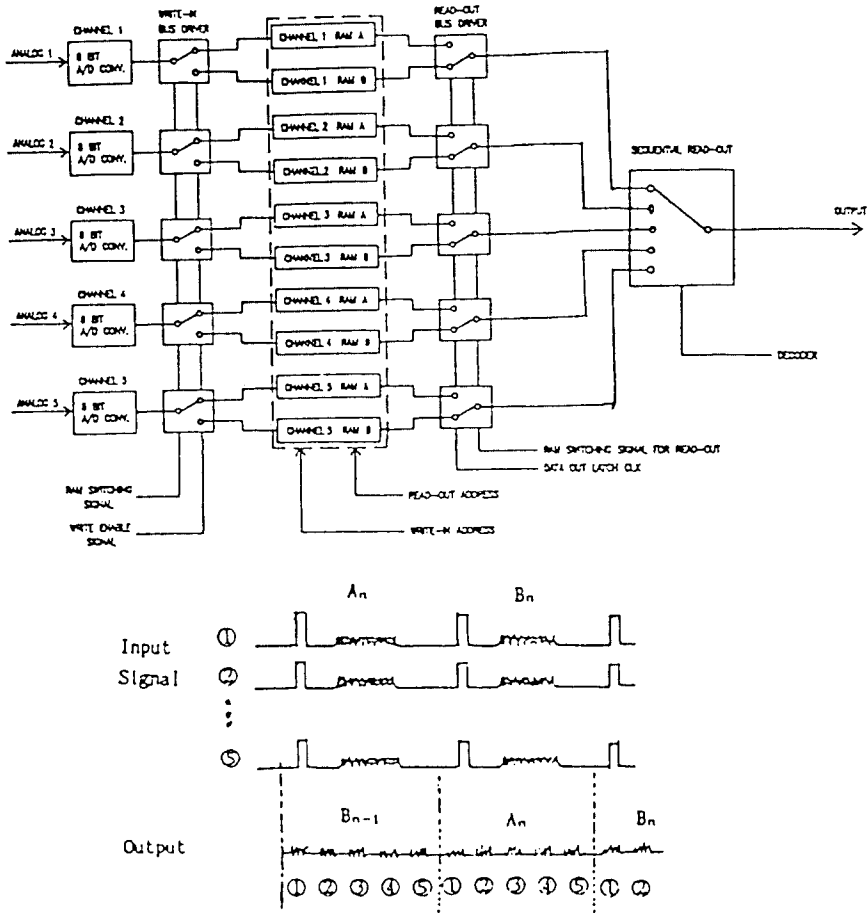 WRITE-IN
BUS DRIVER
READ-OUT
BUS DRIVER
CHANNEL 1
ANALOG 1
8 BIT
A/D CONV.
CHANNEL 1 RAM A
CHANNEL 1 RAM B
CHANNEL 2
ANALOG 2
8 BIT
A/D CONV.
CHANNEL 2 RAM A
CHANNEL 2 RAM B
SEQUENTIAL READ-OUT
OUTPUT
CHANNEL 3
ANALOG 3
8 BIT
A/D CONV.
CHANNEL 3 RAM A
CHANNEL 3 RAM B
CHANNEL 4
ANALOG 4
8 BIT
A/D CONV.
CHANNEL 4 RAM A
CHANNEL 4 RAM B
DECODER
CHANNEL 5
ANALOG 5
8 BIT
A/D CONV.
CHANNEL 5 RAM A
CHANNEL 5 RAM B
RAM SWITCHING SIGNAL FOR READ-OUT
DATA OUT LATCH CLK
RAM SWITCHING
SIGNAL
READ-OUT ADDRESS
WRITE ENABLE
SIGNAL
WRITE-IN ADDRESS
An Bn
Input ①
Signal ②
⑤
Bn-1 An Bn
Output
① ② ③ ④ ⑤ ① ② ③ ④ ⑤ ① ②